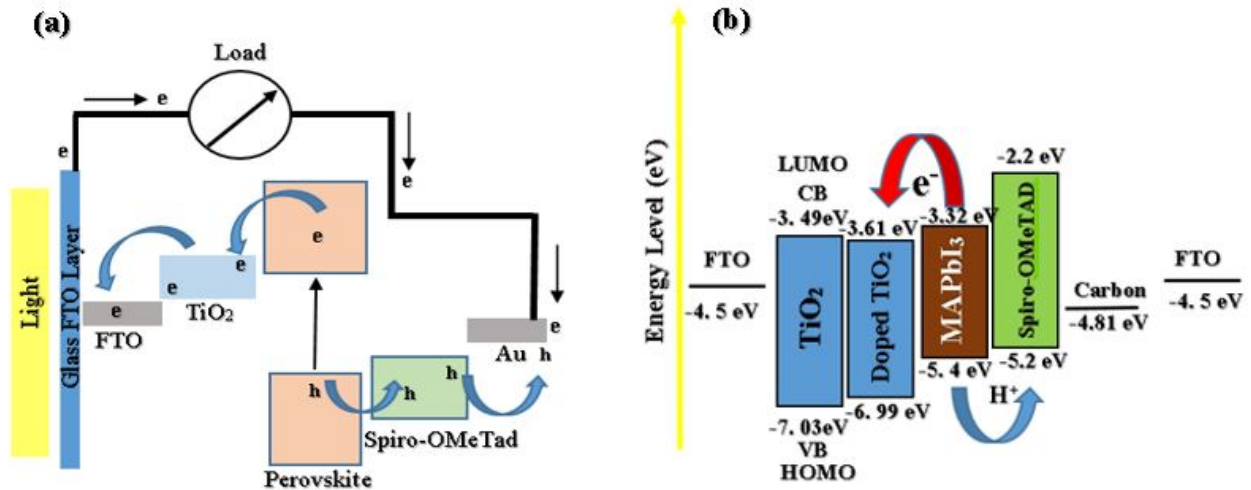 (a)
Load
e
e
e
Light
Glass FTO Layer
e
e
e
TiO₂
e
FTO
e
Au
h
h
h
h
Spiro-OMeTad
Perovskite
(b)
Energy Level (eV)
FTO
-4. 5 eV
LUMO
CB
-3. 49eV
TiO₂
-7. 03eV
VB
HOMO
-3.61 eV
Doped TiO₂
-6. 99 eV
e⁻
-3.32 eV
MAPbI₃
-5. 4 eV
H⁺
-2.2 eV
Spiro-OMeTAD
-5.2 eV
Carbon
-4.81 eV
FTO
-4. 5 eV